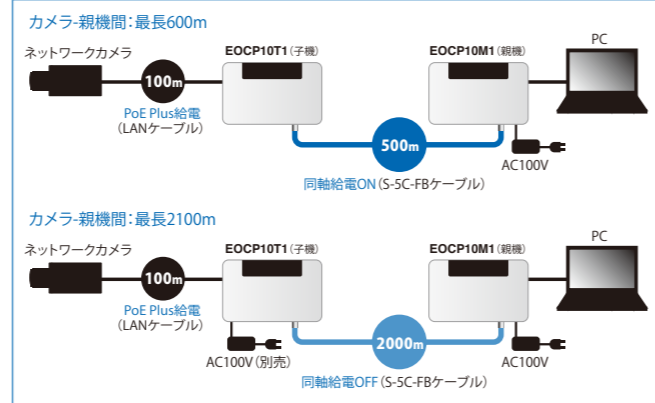 カメラ-親機間：最長600m
ネットワークカメラ
EOCP10T1（子機）
EOCP10M1（親機）
PC
100m
PoE Plus給電
（LANケーブル）
500m
AC100V
同軸給電ON（S-5C-FBケーブル）
カメラ-親機間：最長2100m
ネットワークカメラ
EOCP10T1（子機）
EOCP10M1（親機）
PC
100m
PoE Plus給電
（LANケーブル）
2000m
AC100V（別売）
AC100V
同軸給電OFF（S-5C-FBケーブル）